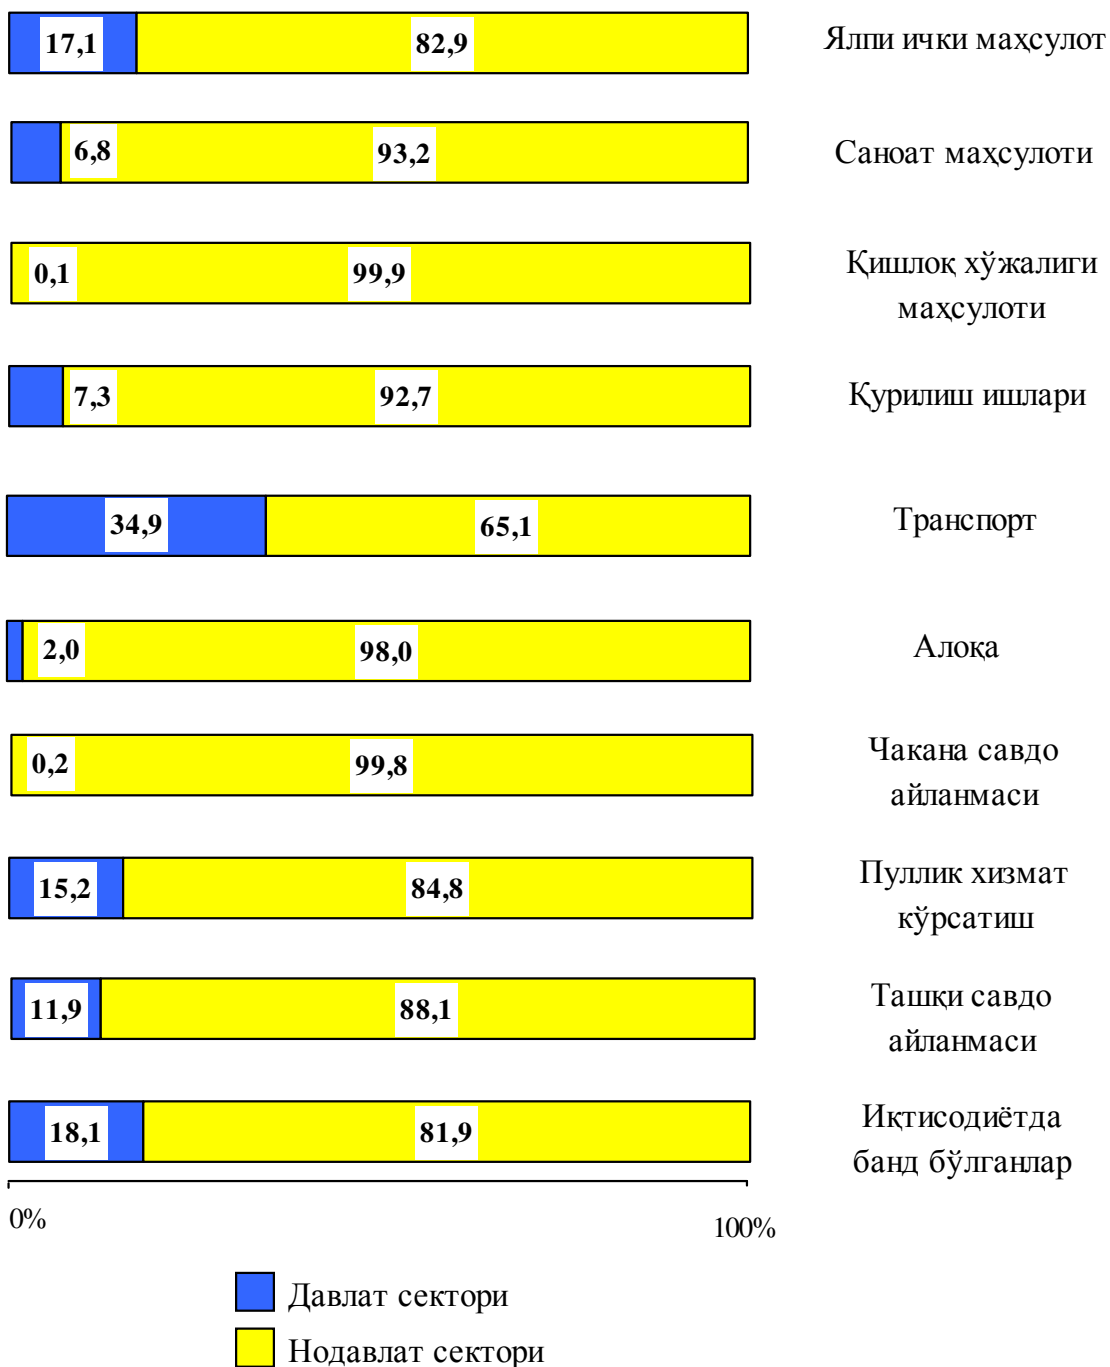 17,1 82,9 Ялпи ички маҳсулот
6,8 93,2 Саноат маҳсулоти
0,1 99,9 Қишлоқ хўжалиги
маҳсулоти
7,3 92,7 Қурилиш ишлари
34,9 65,1 Транспорт
2,0 98,0 Алоқа
0,2 99,8 Чакана савдо
айланмаси
15,2 84,8 Пуллик хизмат
кўрсатиш
11,9 88,1 Ташқи савдо
айланмаси
18,1 81,9 Иқтисодиётда
банд бўлганлар
0% 100%
Давлат сектори
Нодавлат сектори